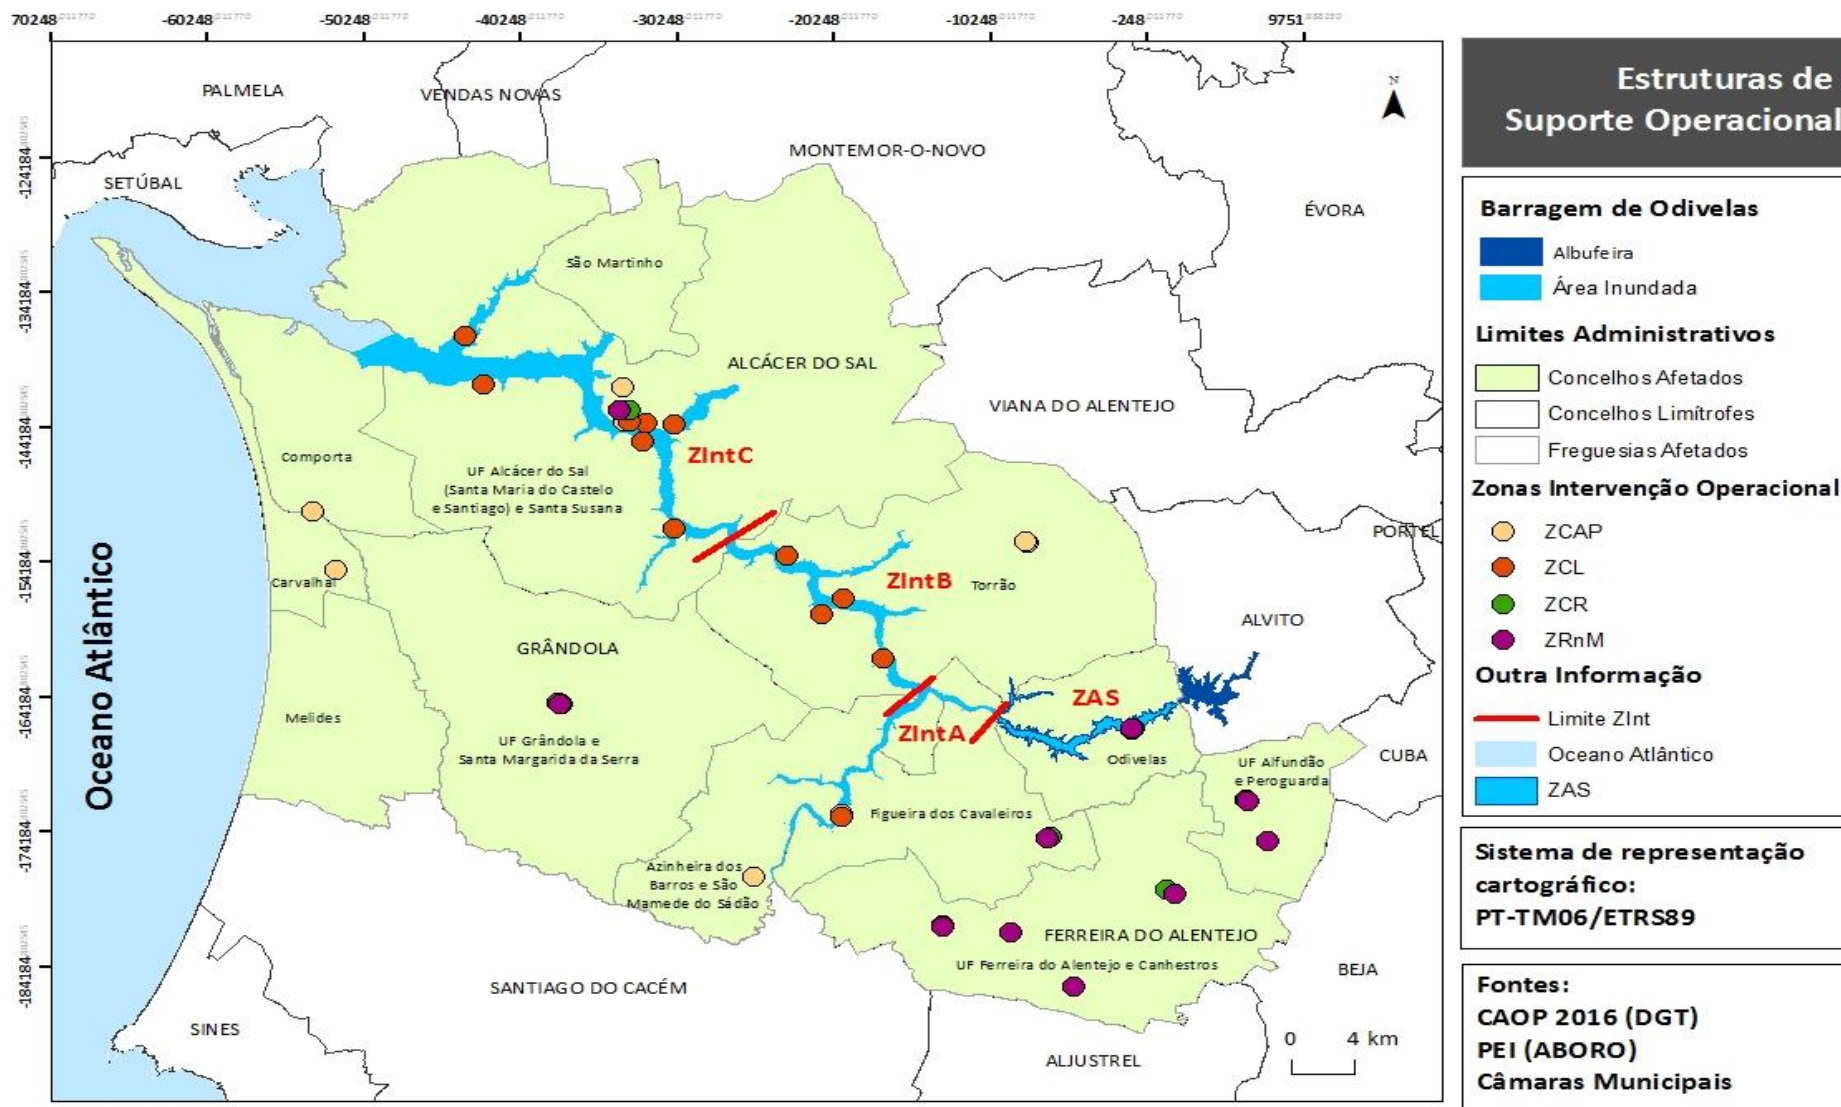 70248
-60248
-50248
-40248
-30248
-20248
-10248
-248
9751
-124184
-134184
-144184
-154184
-164184
-174184
-184184
PALMELA
VENDAS NOVAS
MONTEMOR-O-NOVO
SETÚBAL
ÉVORA
N
São Martinho
ALCÁCER DO SAL
VIANA DO ALENTEJO
Comporta
UF Alcácer do Sal
(Santa Maria do Castelo
e Santiago) e Santa Susana
ZIntC
PORTEL
Carvalhal
ZIntB
Torrão
ALVITO
Oceano Atlântico
GRÂNDOLA
ZAS
Melides
ZIntA
UF Grândola e
Santa Margarida da Serra
Odivelas
UF Alfundão
e Peroguarda
CUBA
Figueira dos Cavaleiros
Azinheira dos
Barros e São
Mamede do Sádão
FERREIRA DO ALENTEJO
UF Ferreira do Alentejo e Canhestros
BEJA
SANTIAGO DO CACÉM
SINES
ALJUSTREL
0 4 km
Estruturas de
Suporte Operacional
Barragem de Odivelas
Albufeira
Área Inundada
Limites Administrativos
Concelhos Afetados
Concelhos Limítrofes
Freguesias Afetados
Zonas Intervenção Operacional
ZCAP
ZCL
ZCR
ZRnM
Outra Informação
Limite ZInt
Oceano Atlântico
ZAS
Sistema de representação
cartográfico:
PT-TM06/ETRS89
Fontes:
CAOP 2016 (DGT)
PEI (ABORO)
Câmaras Municipais